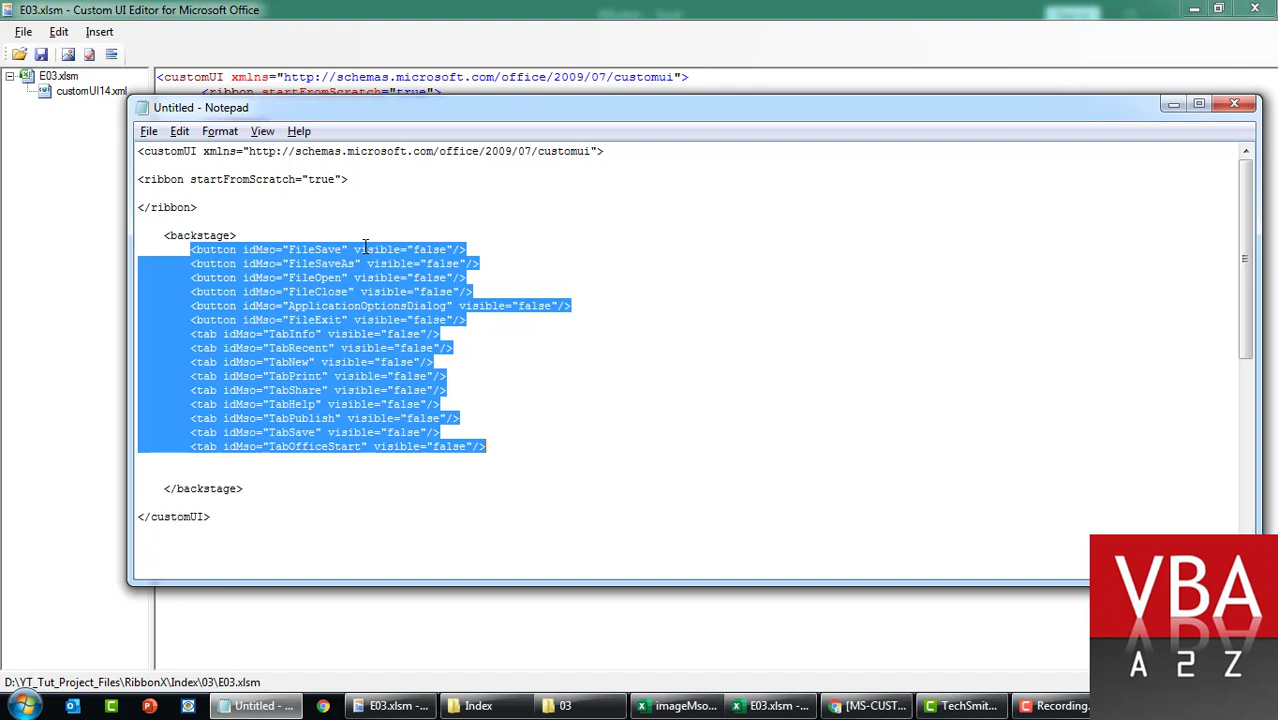 E03.xlsm - Custom UI Editor for Microsoft Office
File Edit Insert
E03.xlsm
customUI14.xml
<customUI xmlns="http://schemas.microsoft.com/office/2009/07/customui">
<ribbon startFromScratch="true">
Untitled - Notepad
File Edit Format View Help
<customUI xmlns="http://schemas.microsoft.com/office/2009/07/customui">
<ribbon startFromScratch="true">
</ribbon>
<backstage>
<button idMso="FileSave" visible="false"/>
<button idMso="FileSaveAs" visible="false"/>
<button idMso="FileOpen" visible="false"/>
<button idMso="FileClose" visible="false"/>
<button idMso="ApplicationOptionsDialog" visible="false"/>
<button idMso="FileExit" visible="false"/>
<tab idMso="TabInfo" visible="false"/>
<tab idMso="TabRecent" visible="false"/>
<tab idMso="TabNew" visible="false"/>
<tab idMso="TabPrint" visible="false"/>
<tab idMso="TabShare" visible="false"/>
<tab idMso="TabHelp" visible="false"/>
<tab idMso="TabPublish" visible="false"/>
<tab idMso="TabSave" visible="false"/>
<tab idMso="TabOfficeStart" visible="false"/>
</backstage>
</customUI>
VBA
A2Z
D:\YT_Tut_Project_Files\RibbonX\Index\03\E03.xlsm
Untitled - ... E03.xlsm -... Index 03 imageMso... E03.xlsm -... [MS-CUST... TechSmit... Recording...